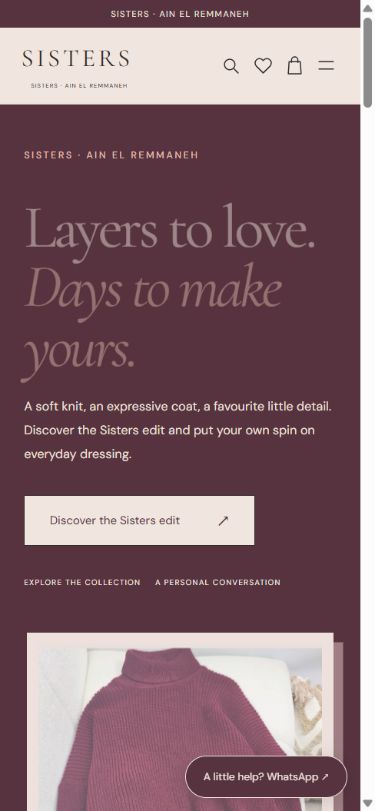 SISTERS · AIN EL REMMANEH
SISTERS
SISTERS · AIN EL REMMANEH
SISTERS · AIN EL REMMANEH
Layers to love.
Days to make
yours.
A soft knit, an expressive coat, a favourite little detail.
Discover the Sisters edit and put your own spin on
everyday dressing.
Discover the Sisters edit ↗
EXPLORE THE COLLECTION A PERSONAL CONVERSATION
A little help? WhatsApp ↗